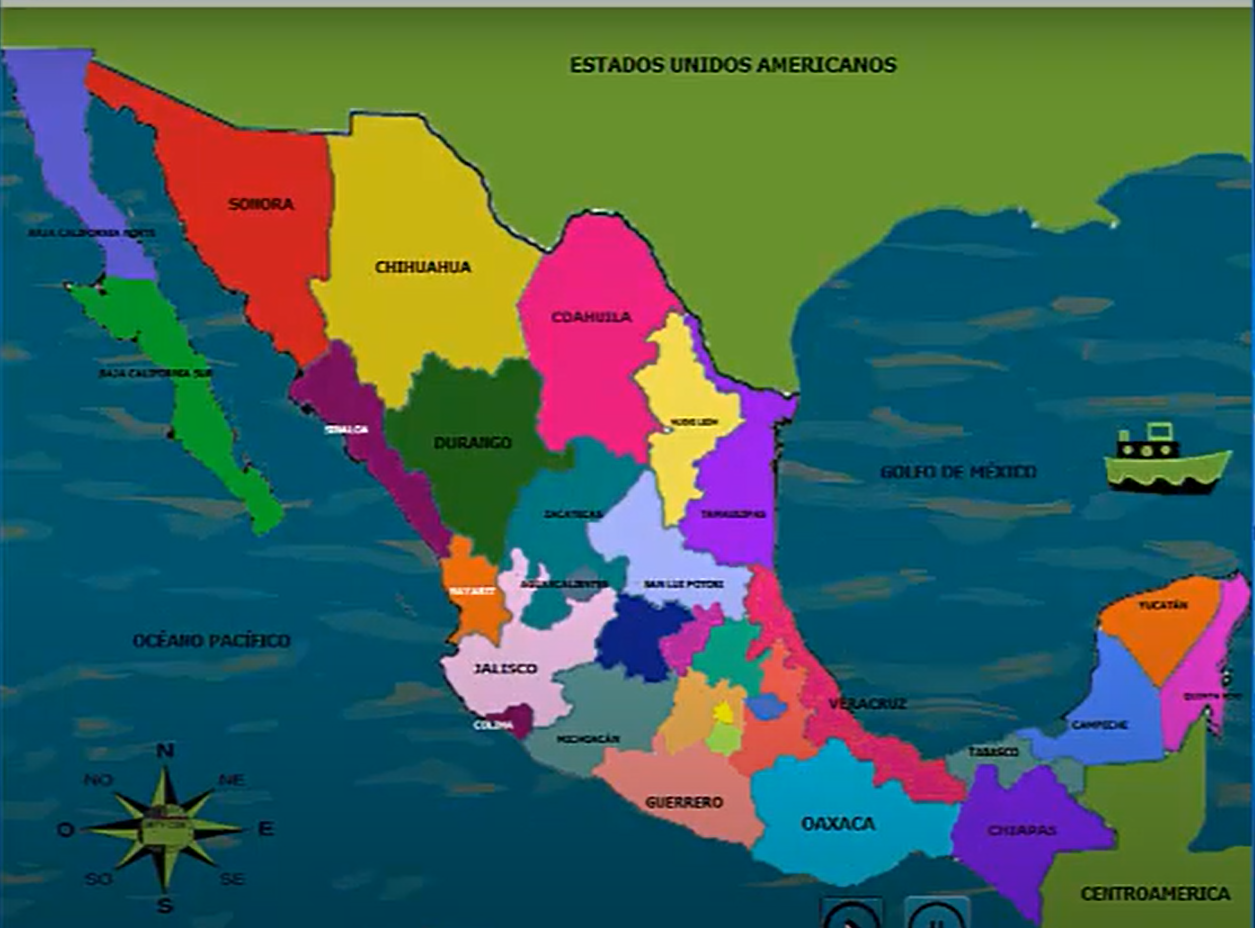 ESTADOS UNIDOS AMERICANOS
SONORA
BAJA CALIFORNIA NORTE
CHIHUAHUA
COAHUILA
BAJA CALIFORNIA SUR
SINALOA
DURANGO
NUEVO LEON
GOLFO DE MÉXICO
ZACATECAS
TAMAULIPAS
AGUASCALIENTES
SAN LUIS POTOSI
NAYARIT
YUCATÁN
OCÉANO PACÍFICO
JALISCO
QUINTANA ROO
VERACRUZ
COLIMA
CAMPECHE
MICHOACÁN
TABASCO
N
NO
NE
GUERRERO
OAXACA
O
E
CHIAPAS
SO
SE
CENTROAMERICA
S